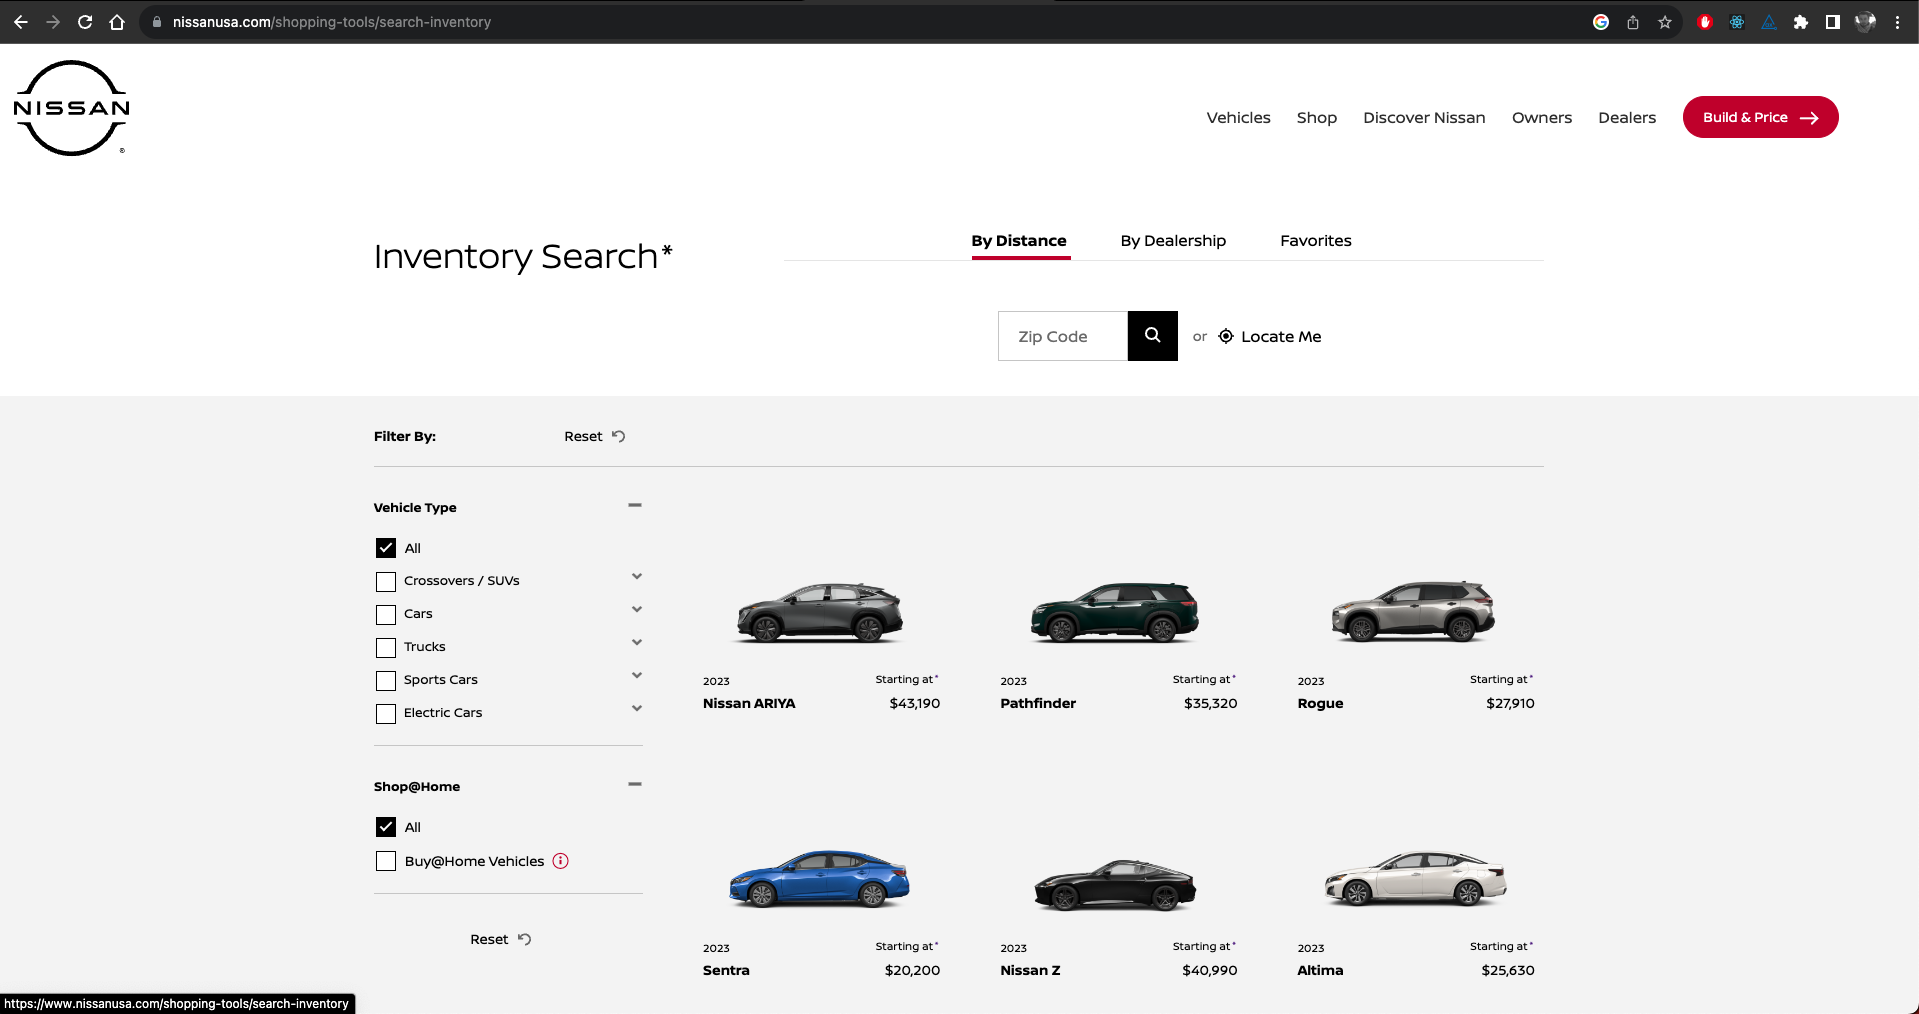 nissanusa.com/shopping-tools/search-inventory
NISSAN
®
Vehicles Shop Discover Nissan Owners Dealers Build & Price
Inventory Search*
By Distance By Dealership Favorites
Zip Code or Locate Me
Filter By: Reset
Vehicle Type
All
Crossovers / SUVs
Cars
Trucks
Sports Cars
Electric Cars
Shop@Home
All
Buy@Home Vehicles
Reset
2023 Starting at*
Nissan ARIYA $43,190
2023 Starting at*
Pathfinder $35,320
2023 Starting at*
Rogue $27,910
2023 Starting at*
Sentra $20,200
2023 Starting at*
Nissan Z $40,990
2023 Starting at*
Altima $25,630
https://www.nissanusa.com/shopping-tools/search-inventory